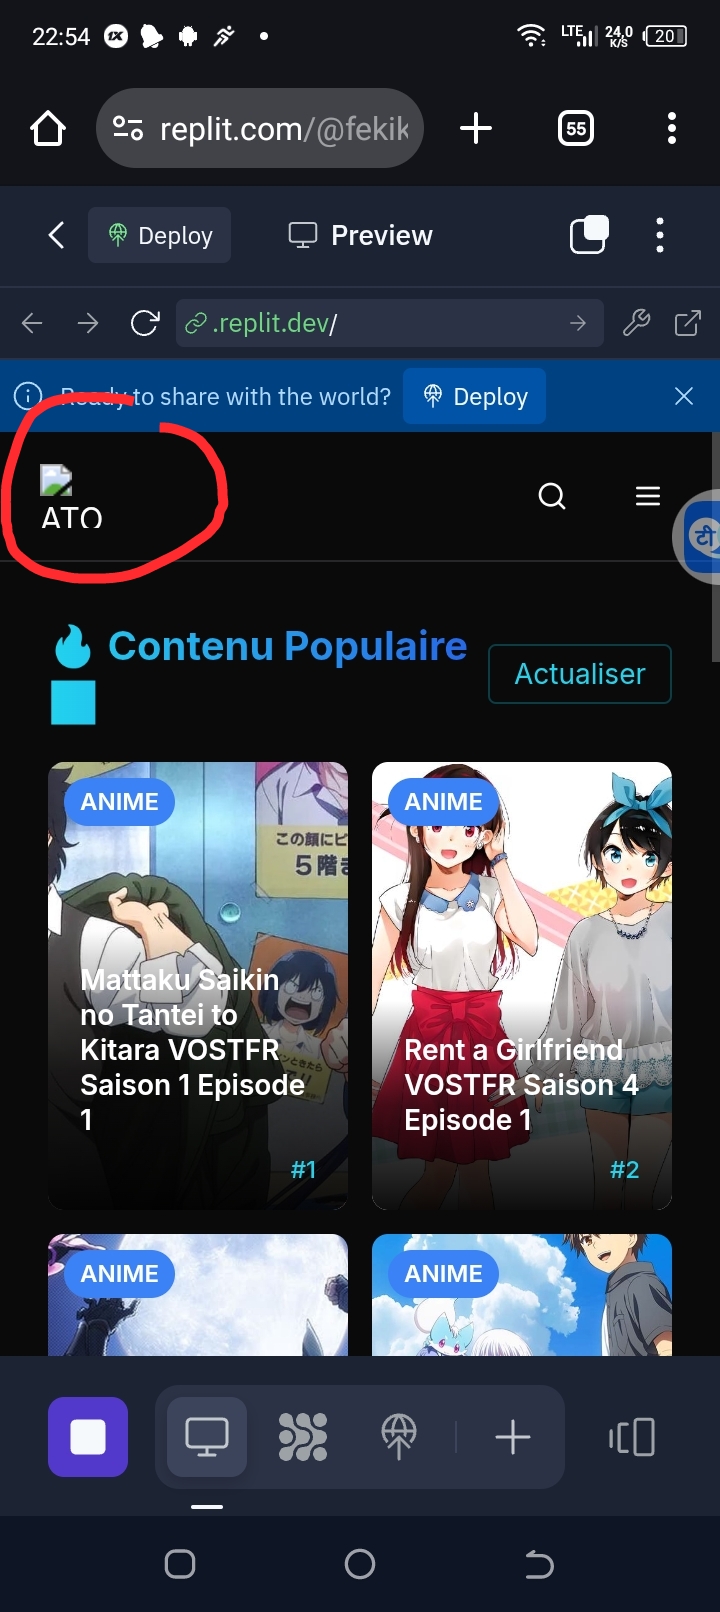 22:54
LTE
24,0
K/S
20
replit.com/@fekik
55
Deploy
Preview
.replit.dev/
Ready to share with the world?
Deploy
ATO
टी
Contenu Populaire
Actualiser
ANIME
この顔にピ
5階
Mattaku Saikin
no Tantei to
Kitara VOSTFR
Saison 1 Episode
1
#1
ANIME
Rent a Girlfriend
VOSTFR Saison 4
Episode 1
#2
ANIME
ANIME